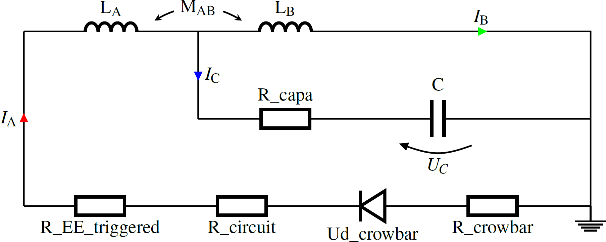 L_A M_AB L_B I_B
I_C
R_capa C
I_A
U_C
R_EE_triggered R_circuit Ud_crowbar R_crowbar